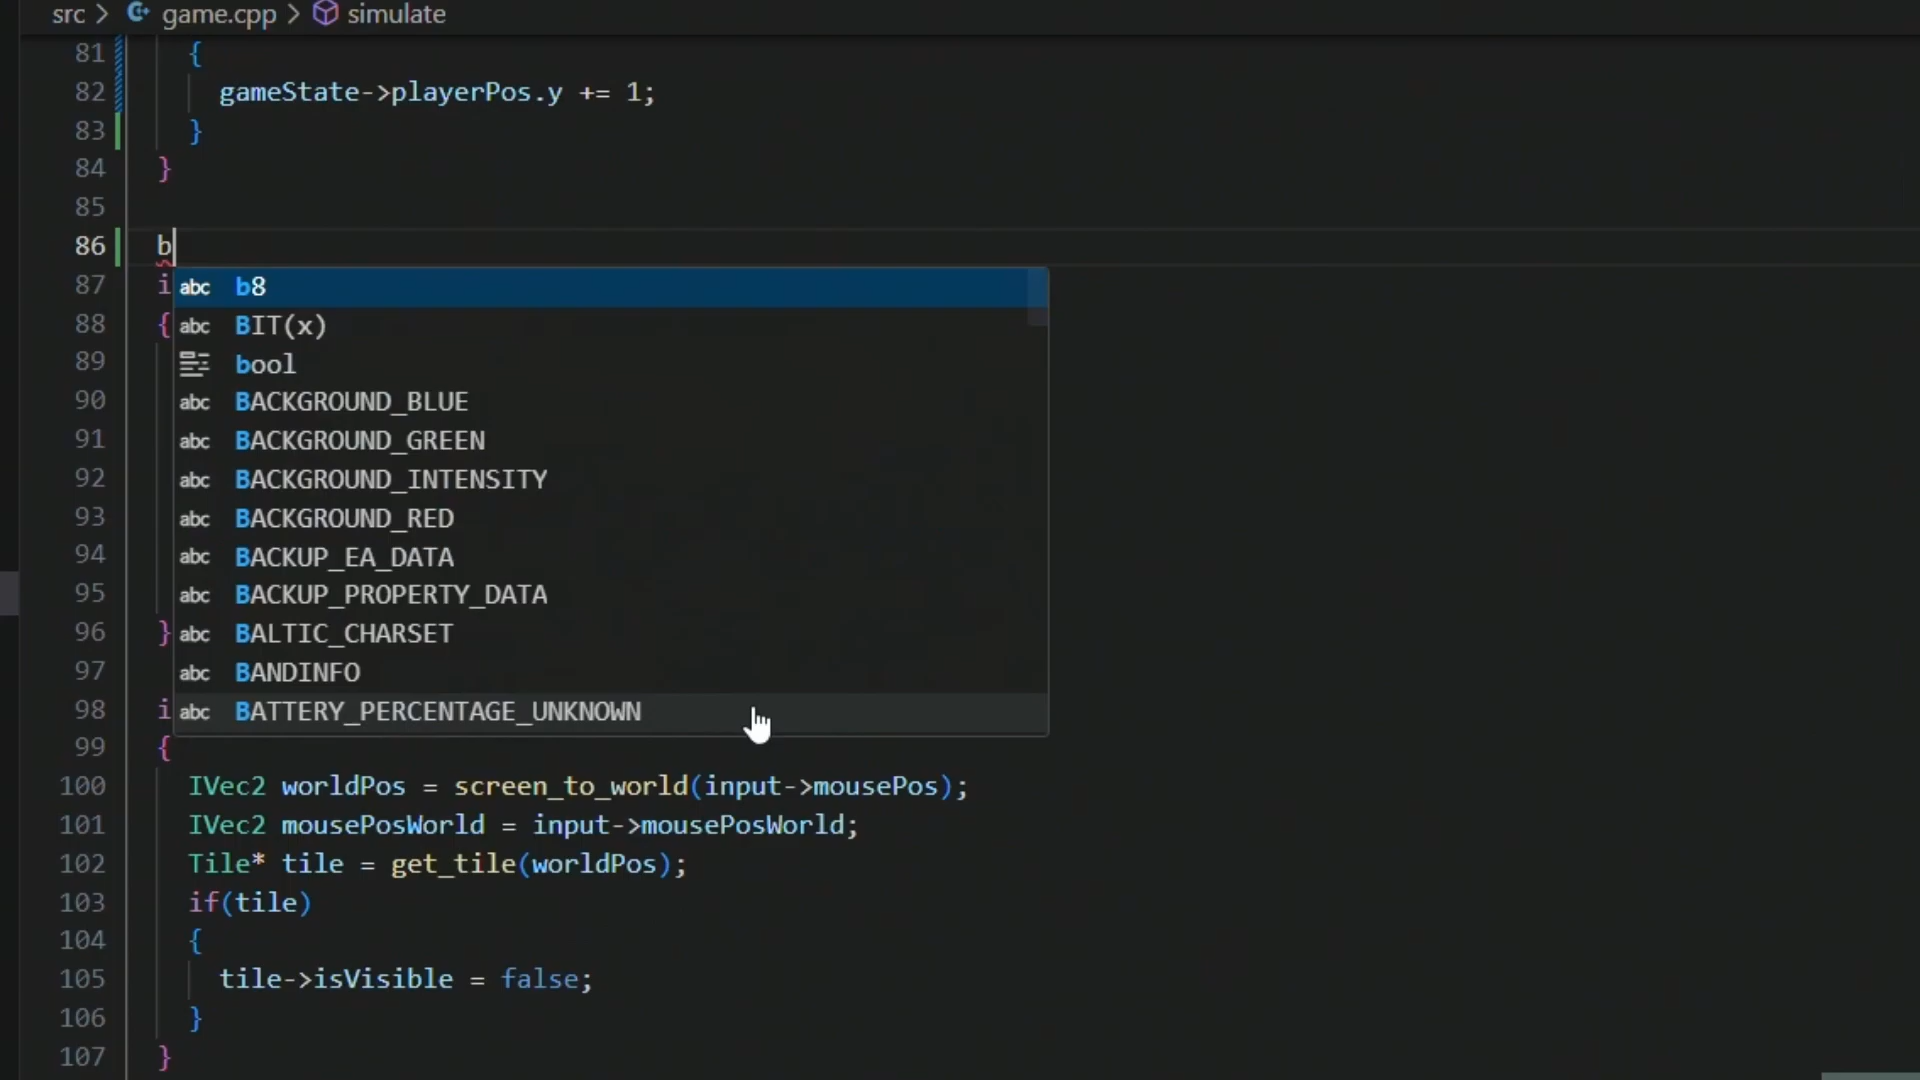 src > game.cpp > simulate
81 {
82 gameState->playerPos.y += 1;
83 }
84 }
85
86 b
87 i abc b8
88 { abc BIT(x)
89 bool
90 abc BACKGROUND_BLUE
91 abc BACKGROUND_GREEN
92 abc BACKGROUND_INTENSITY
93 abc BACKGROUND_RED
94 abc BACKUP_EA_DATA
95 abc BACKUP_PROPERTY_DATA
96 } abc BALTIC_CHARSET
97 abc BANDINFO
98 i abc BATTERY_PERCENTAGE_UNKNOWN
99 {
100 IVec2 worldPos = screen_to_world(input->mousePos);
101 IVec2 mousePosWorld = input->mousePosWorld;
102 Tile* tile = get_tile(worldPos);
103 if(tile)
104 {
105 tile->isVisible = false;
106 }
107 }